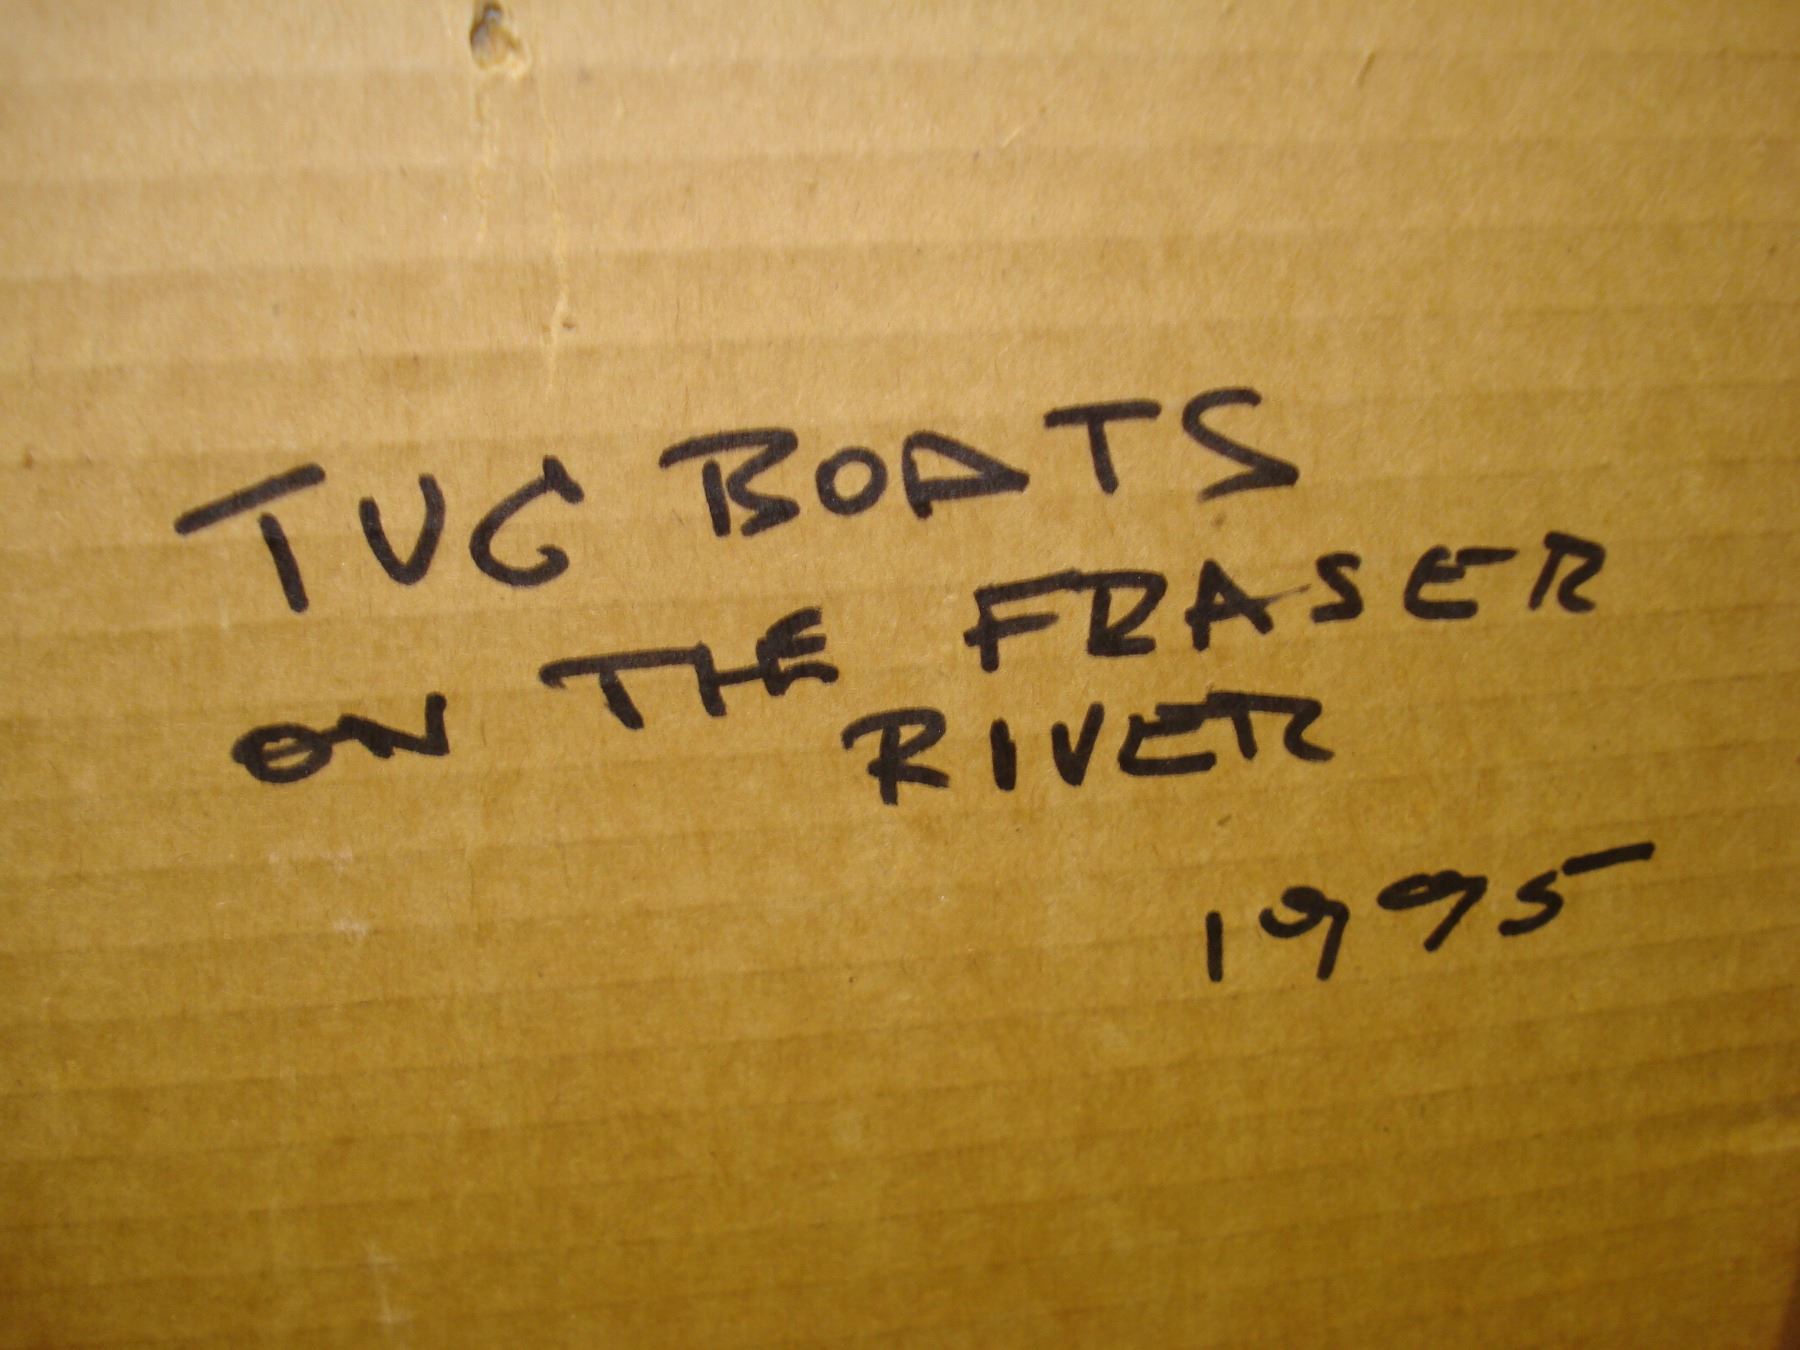 TUG BOATS
ON THE FRASER
RIVER
1995